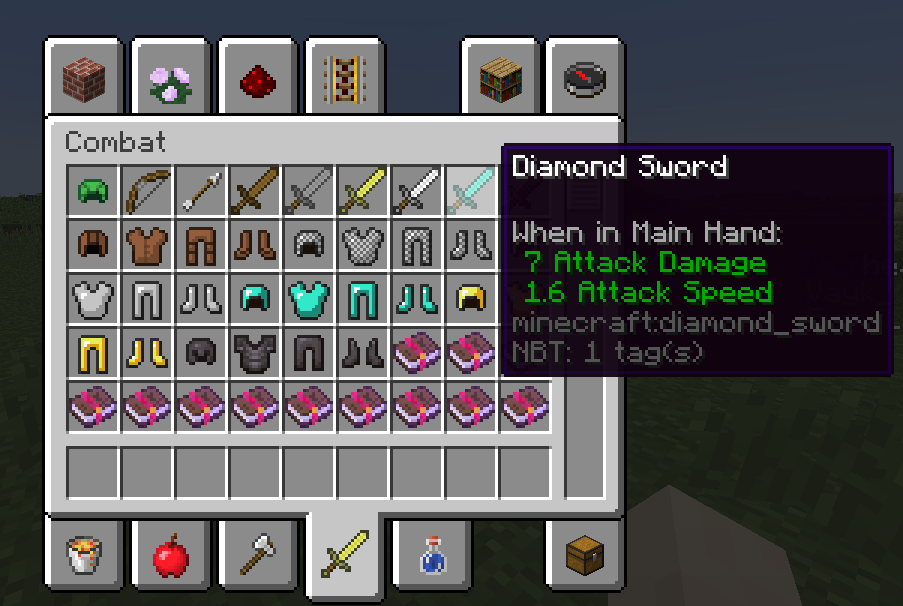 Combat
Diamond Sword
When in Main Hand:
7 Attack Damage
1.6 Attack Speed
minecraft:diamond_sword
NBT: 1 tag(s)